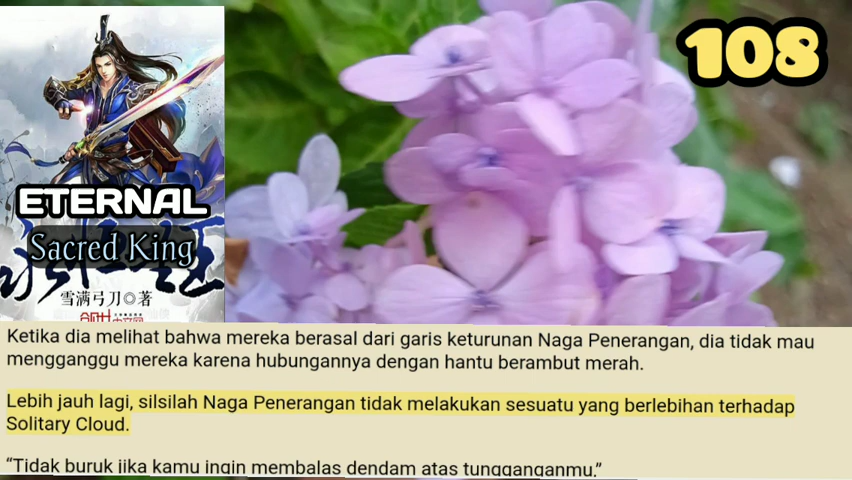 108
ETERNAL
Sacred King
雪满弓刀◎著
Ketika dia melihat bahwa mereka berasal dari garis keturunan Naga Penerangan, dia tidak mau
mengganggu mereka karena hubungannya dengan hantu berambut merah.
Lebih jauh lagi, silsilah Naga Penerangan tidak melakukan sesuatu yang berlebihan terhadap
Solitary Cloud.
“Tidak buruk jika kamu ingin membalas dendam atas tungganganmu.”